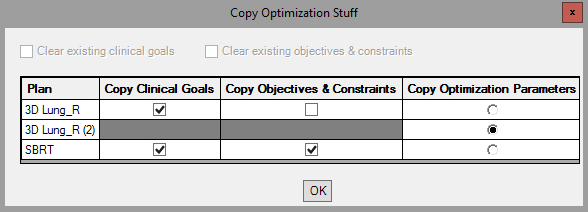 Copy Optimization Stuff
x
Clear existing clinical goals Clear existing objectives & constraints
Plan Copy Clinical Goals Copy Objectives & Constraints Copy Optimization Parameters
3D Lung_R
3D Lung_R (2)
SBRT
OK